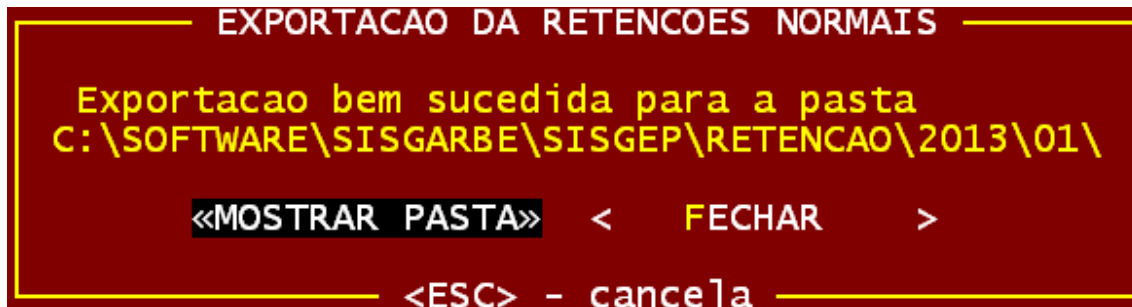 EXPORTACAO DA RETENCOES NORMAIS
Exportacao bem sucedida para a pasta
C:\SOFTWARE\SISGARBE\SISGEP\RETENCAO\2013\01\
«MOSTRAR PASTA» < FECHAR >
<ESC> - cancela